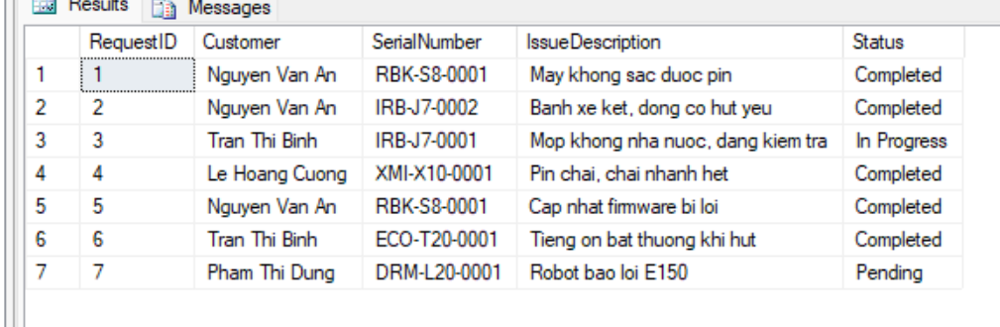 Results Messages
RequestID Customer SerialNumber IssueDescription Status
1 1 Nguyen Van An RBK-S8-0001 May khong sac duoc pin Completed
2 2 Nguyen Van An IRB-J7-0002 Banh xe ket, dong co hut yeu Completed
3 3 Tran Thi Binh IRB-J7-0001 Mop khong nha nuoc, dang kiem tra In Progress
4 4 Le Hoang Cuong XMI-X10-0001 Pin chai, chai nhanh het Completed
5 5 Nguyen Van An RBK-S8-0001 Cap nhat firmware bi loi Completed
6 6 Tran Thi Binh ECO-T20-0001 Tieng on bat thuong khi hut Completed
7 7 Pham Thi Dung DRM-L20-0001 Robot bao loi E150 Pending